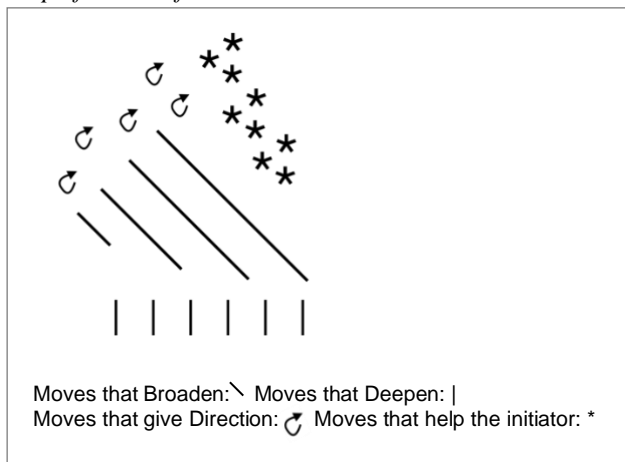 Moves that Broaden:\ Moves that Deepen: |
Moves that give Direction: Moves that help the initiator: *